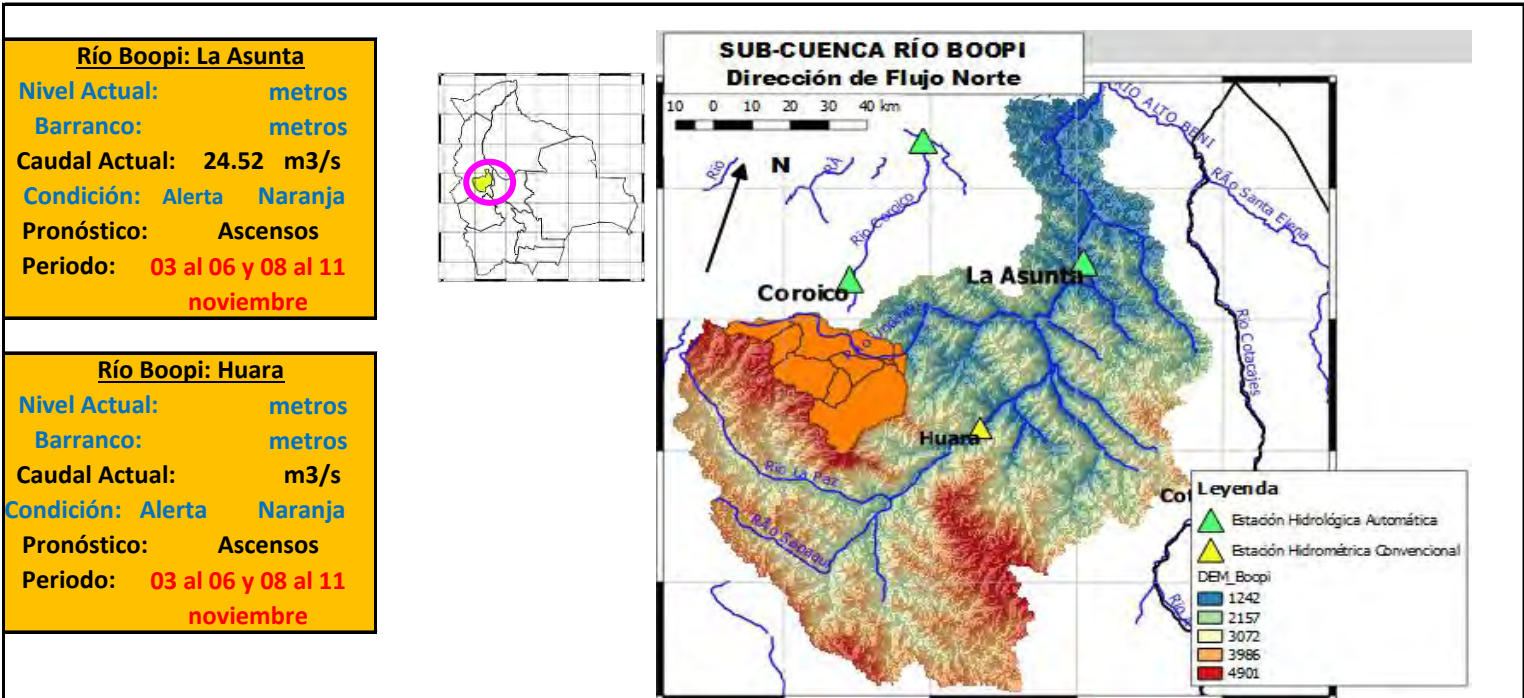 Río Boopi: La Asunta
Nivel Actual: metros
Barranco: metros
Caudal Actual: 24.52 m3/s
Condición: Alerta Naranja
Pronóstico: Ascensos
Periodo: 03 al 06 y 08 al 11
noviembre
Río Boopi: Huara
Nivel Actual: metros
Barranco: metros
Caudal Actual: m3/s
Condición: Alerta Naranja
Pronóstico: Ascensos
Periodo: 03 al 06 y 08 al 11
noviembre
SUB-CUENCA RÍO BOOPI
Dirección de Flujo Norte
10 0 10 20 30 40 km
N
Río
RÃ
Río Coroico
RIO ALTO BENI
RÃo Santa Elena
La Asunta
Coroico
Río Cotacajes
Huara
Río La Paz
RÃo Sapaqui
Cot
Leyenda
Estación Hidrológica Automática
Estación Hidrométrica Convencional
DEM_Boopi
1242
2157
3072
3986
4901